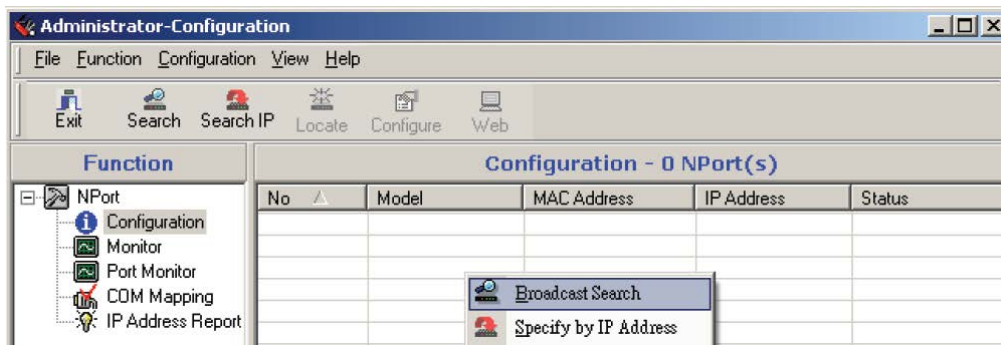 Administrator-Configuration
File Function Configuration View Help
Exit Search Search IP Locate Configure Web
Function
Configuration - 0 NPort(s)
NPort
Configuration
Monitor
Port Monitor
COM Mapping
IP Address Report
No Model MAC Address IP Address Status
Broadcast Search
Specify by IP Address